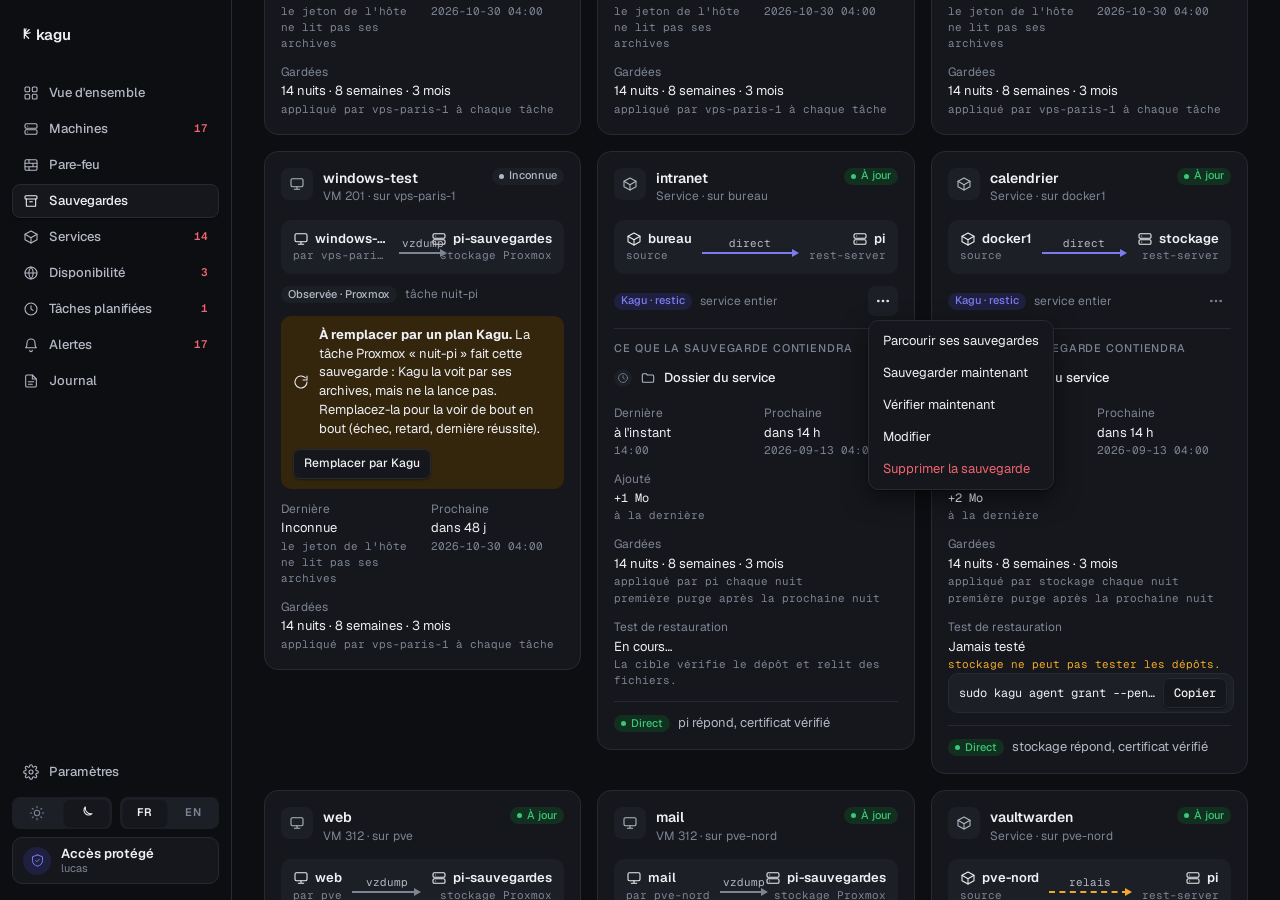 kagu
Vue d'ensemble
Machines 17
Pare-feu
Sauvegardes
Services 14
Disponibilité 3
Tâches planifiées 1
Alertes 17
Journal
Paramètres
FR EN
Accès protégé
lucas
le jeton de l'hôte 2026-10-30 04:00
ne lit pas ses
archives
Gardées
14 nuits · 8 semaines · 3 mois
appliqué par vps-paris-1 à chaque tâche
le jeton de l'hôte 2026-10-30 04:00
ne lit pas ses
archives
Gardées
14 nuits · 8 semaines · 3 mois
appliqué par vps-paris-1 à chaque tâche
le jeton de l'hôte 2026-10-30 04:00
ne lit pas ses
archives
Gardées
14 nuits · 8 semaines · 3 mois
appliqué par vps-paris-1 à chaque tâche
windows-test Inconnue
VM 201 · sur vps-paris-1
windows-... vzdump pi-sauvegardes
par vps-pari… stockage Proxmox
Observée · Proxmox tâche nuit-pi
À remplacer par un plan Kagu. La
tâche Proxmox « nuit-pi » fait cette
sauvegarde : Kagu la voit par ses
archives, mais ne la lance pas.
Remplacez-la pour la voir de bout en
bout (échec, retard, dernière réussite).
Remplacer par Kagu
Dernière Prochaine
Inconnue dans 48 j
le jeton de l'hôte 2026-10-30 04:00
ne lit pas ses
archives
Gardées
14 nuits · 8 semaines · 3 mois
appliqué par vps-paris-1 à chaque tâche
intranet À jour
Service · sur bureau
bureau direct pi
source rest-server
Kagu · restic service entier
CE QUE LA SAUVEGARDE CONTIENDRA
Dossier du service
Dernière Prochaine
à l'instant dans 14 h
14:00 2026-09-13 04:0
Ajouté
+1 Mo
à la dernière
Gardées
14 nuits · 8 semaines · 3 mois
appliqué par pi chaque nuit
première purge après la prochaine nuit
Test de restauration
En cours…
La cible vérifie le dépôt et relit des
fichiers.
Direct pi répond, certificat vérifié
Parcourir ses sauvegardes
Sauvegarder maintenant
Vérifier maintenant
Modifier
Supprimer la sauvegarde
calendrier À jour
Service · sur docker1
docker1 direct stockage
source rest-server
Kagu · restic service entier
EGARDE CONTIENDRA
u service
Prochaine
dans 14 h
2026-09-13 04:00
+2 Mo
à la dernière
Gardées
14 nuits · 8 semaines · 3 mois
appliqué par stockage chaque nuit
première purge après la prochaine nuit
Test de restauration
Jamais testé
stockage ne peut pas tester les dépôts.
sudo kagu agent grant --pen… Copier
Direct stockage répond, certificat vérifié
web À jour
VM 312 · sur pve
web vzdump pi-sauvegardes
par pve stockage Proxmox
mail À jour
VM 312 · sur pve-nord
mail vzdump pi-sauvegardes
par pve-nord stockage Proxmox
vaultwarden À jour
Service · sur pve-nord
pve-nord relais pi
source rest-server